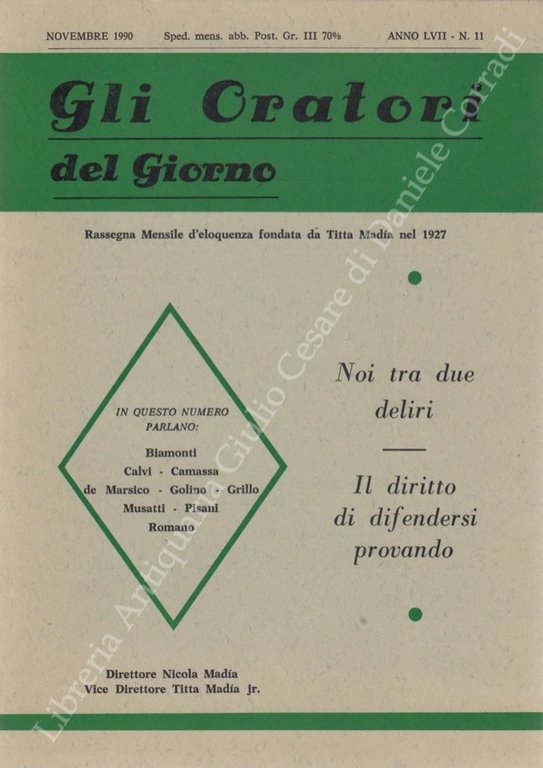 NOVEMBRE 1990 Sped. mens. abb. Post. Gr. III 70% ANNO LVII - N. 11
Gli Oratori
del Giorno
Rassegna Mensile d'eloquenza fondata da Titta Madía nel 1927
IN QUESTO NUMERO
PARLANO:
Biamonti
Calvi - Camassa
de Marsico - Golino - Grillo
Musatti - Pisani
Romano
Noi tra due
deliri
Il diritto
di difendersi
provando
Direttore Nicola Madía
Vice Direttore Titta Madía jr.
Libreria Antiquaria Giulio Cesare di Daniele Corradi